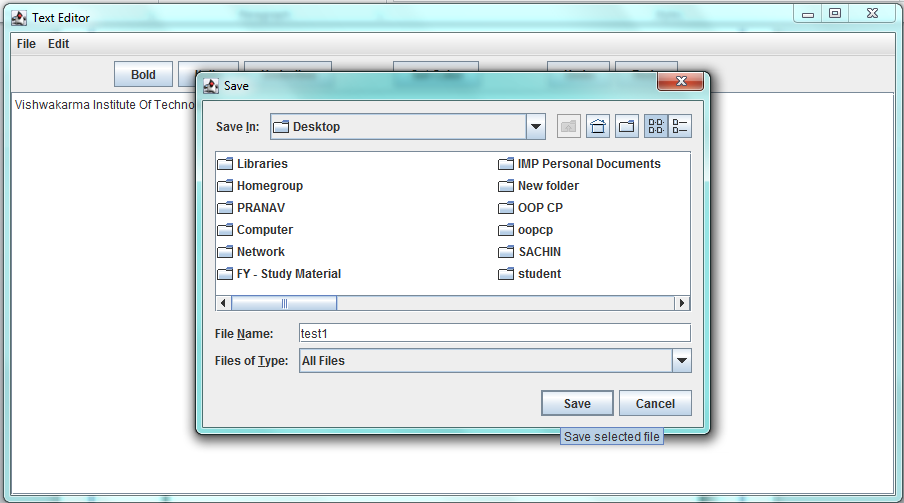 Text Editor
File Edit
Bold
Vishwakarma Institute Of Techno
Save
Save In: Desktop
Libraries
Homegroup
PRANAV
Computer
Network
FY - Study Material
IMP Personal Documents
New folder
OOP CP
oopcp
SACHIN
student
File Name: test1
Files of Type: All Files
Save Cancel
Save selected file